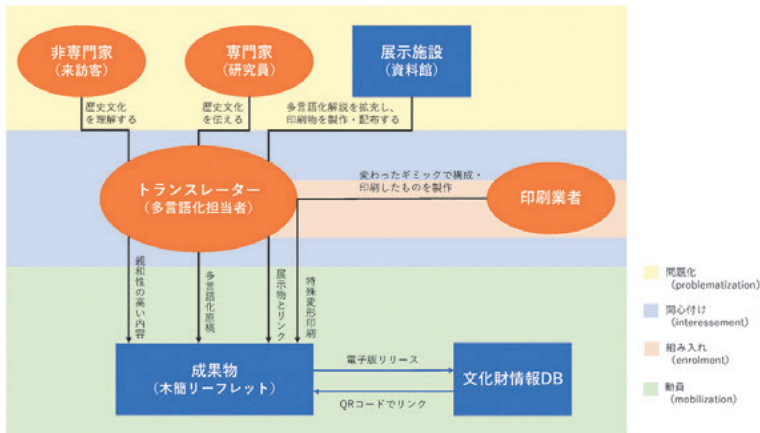 非専門家
（来訪客）
専門家
（研究員）
展示施設
（資料館）
歴史文化
を理解する
歴史文化
を伝える
多言語化解説を拡充し、
印刷物を製作・配布する
トランスレーター
（多言語化担当者）
変わったギミックで構成・
印刷したものを製作
印刷業者
親和性の高い内容
多言語化原稿
展示物とリンク
特殊変形印刷
成果物
（木簡リーフレット）
電子版リリース
QRコードでリンク
文化財情報DB
問題化
（problematization）
関心付け
（interessement）
組み入れ
（enrolment）
動員
（mobilization）